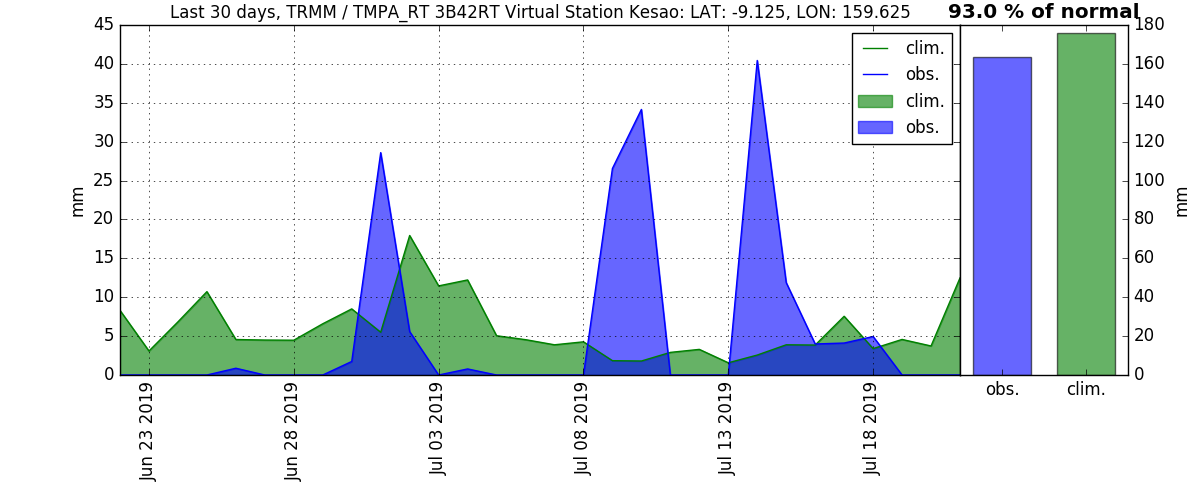 Last 30 days, TRMM / TMPA_RT 3B42RT Virtual Station Kesao: LAT: -9.125, LON: 159.625
93.0 % of normal
45
40
35
30
25
20
15
10
5
0
mm
Jun 23 2019
Jun 28 2019
Jul 03 2019
Jul 08 2019
Jul 13 2019
Jul 18 2019
clim.
obs.
clim.
obs.
180
160
140
120
100
80
60
40
20
0
mm
obs.
clim.